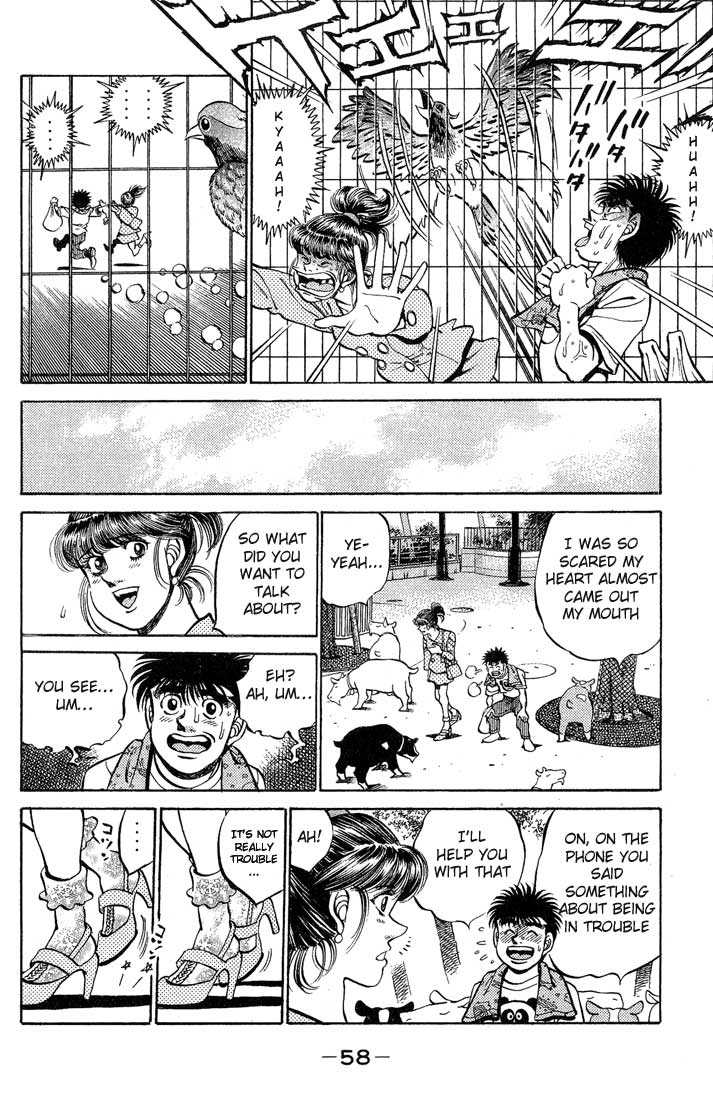 HUAHH!
バタ
バタ
バタ
KYAAAH!
. . . .
. . . .
I WAS SO
SCARED MY
HEART ALMOST
CAME OUT
MY MOUTH
YE-
YEAH...
SO WHAT
DID YOU
WANT TO
TALK
ABOUT?
EH?
AH, UM...
YOU SEE...
UM...
ON, ON THE
PHONE YOU
SAID
SOMETHING
ABOUT BEING
IN TROUBLE
I'LL
HELP YOU
WITH THAT
AH!
IT'S NOT
REALLY
TROUBLE
...
. . . .
コツ
—58—